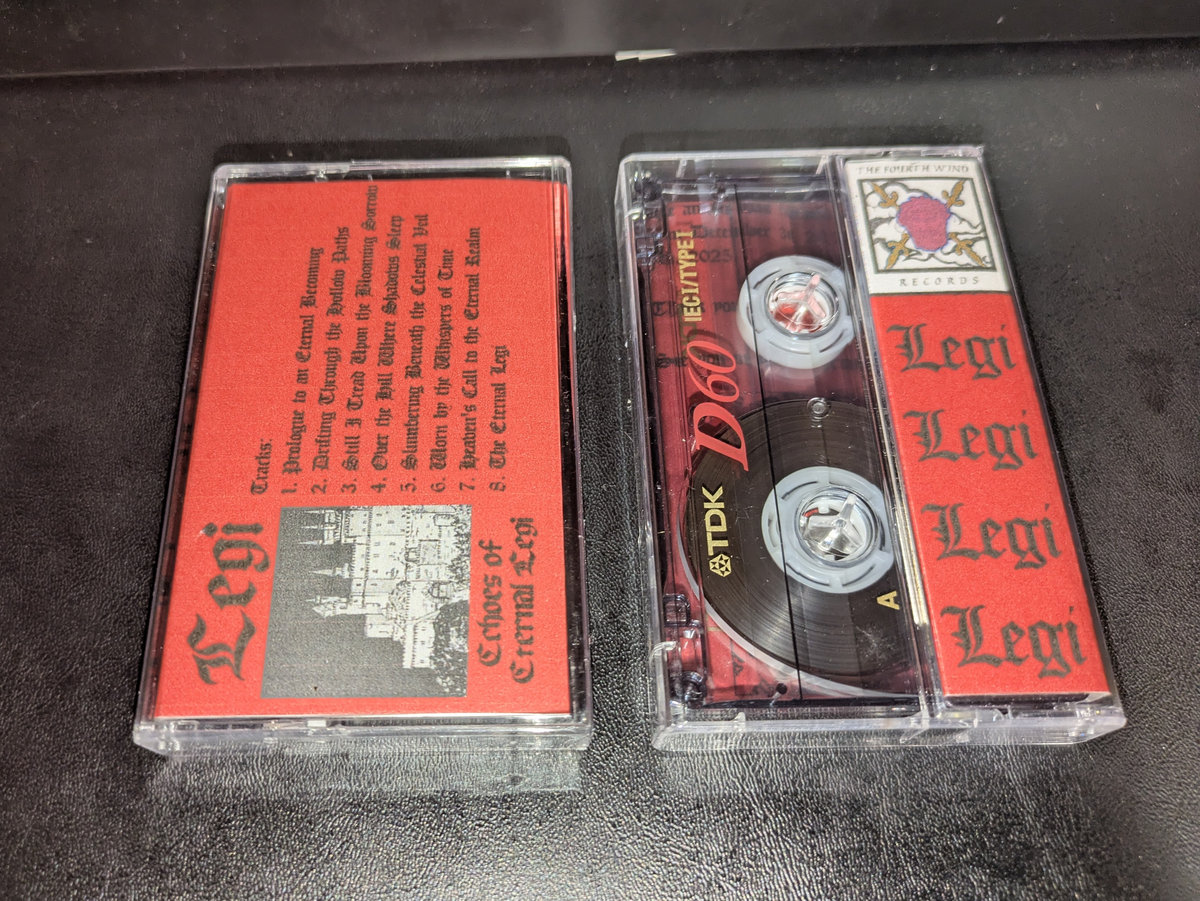 Legi
Tracks:
1. Prologue to an Eternal Becoming
2. Drifting Through the Hollow Paths
3. Still I Tread Upon the Blooming Sorrow
4. Over the Hill Where Shadows Sleep
5. Slumbering Beneath the Celestial Veil
6. Worn by the Whispers of Time
7. Heaven's Call to the Eternal Realm
8. The Eternal Legi
Echoes of
Eternal Legi
December
2025
TDK
D60
IECI/TYPE I
A
THE FOURTH WIND
RECORDS
Legi
Legi
Legi
Legi